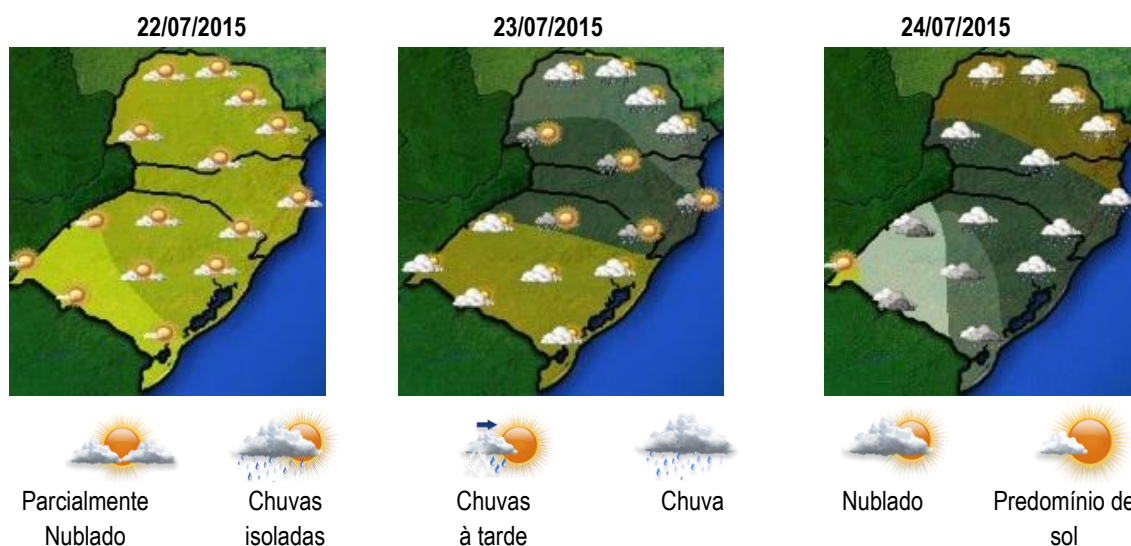 22/07/2015
23/07/2015
24/07/2015
Parcialmente
Nublado
Chuvas
isoladas
Chuvas
à tarde
Chuva
Nublado
Predomínio de
sol